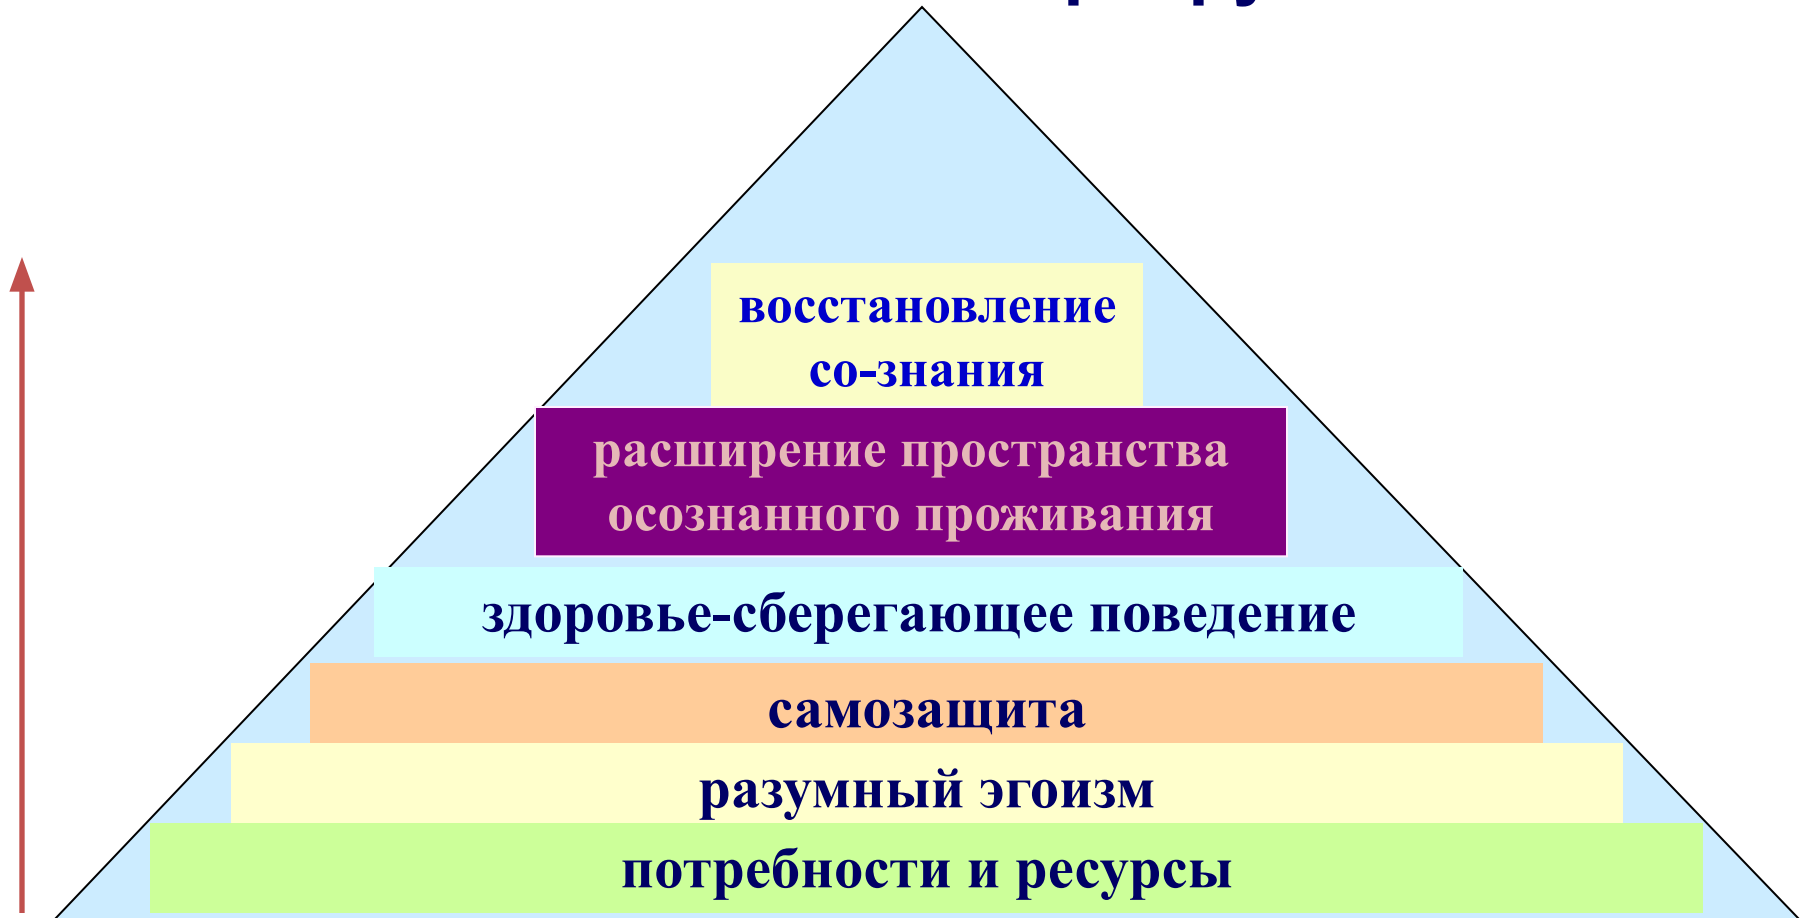 восстановление
со-знания
расширение пространства
осознанного проживания
здоровье-сберегающее поведение
самозащита
разумный эгоизм
потребности и ресурсы